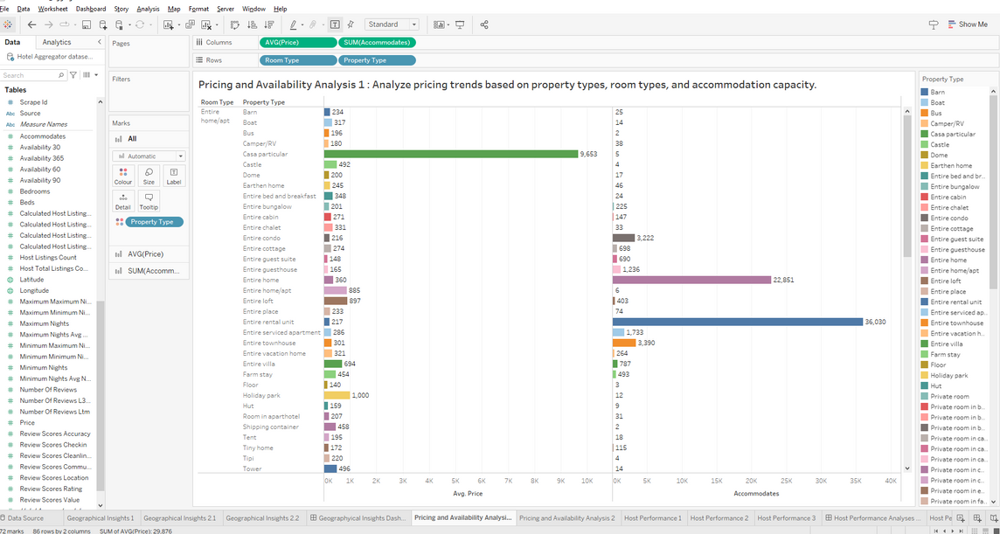 File Data Worksheet Dashboard Story Analysis Map Format Server Window Help
Standard Show Me
Data Analytics
Hotel Aggregator datase...
Search
Tables
Scrape Id
Abc Source
Abc Measure Names
Accommodates
Availability 30
Availability 365
Availability 60
Availability 90
Bedrooms
Beds
Calculated Host Listing...
Calculated Host Listing...
Calculated Host Listing...
Calculated Host Listing...
Host Listings Count
Host Total Listings Co...
Latitude
Longitude
Maximum Maximum Ni...
Maximum Minimum Ni...
Maximum Nights
Maximum Nights Avg ...
Minimum Maximum Ni...
Minimum Minimum Ni...
Minimum Nights
Minimum Nights Avg N...
Number Of Reviews
Number Of Reviews L3...
Number Of Reviews Ltm
Price
Review Scores Accuracy
Review Scores Checkin
Review Scores Cleanlin...
Review Scores Commu...
Review Scores Location
Review Scores Rating
Review Scores Value
Pages
Filters
Marks
All
Automatic
Colour Size Label
Detail Tooltip
Property Type
AVG(Price)
SUM(Accomm...
Columns AVG(Price) SUM(Accommodates)
Rows Room Type Property Type
Pricing and Availability Analysis 1 : Analyze pricing trends based on property types, room types, and accommodation capacity.
Room Type Property Type
Entire home/apt
Barn 234 25
Boat 317 14
Bus 196 2
Camper/RV 180 38
Casa particular 9,653 5
Castle 492 4
Dome 200 17
Earthen home 245 46
Entire bed and breakfast 348 24
Entire bungalow 201 225
Entire cabin 271 147
Entire chalet 331 33
Entire condo 216 3,222
Entire cottage 274 698
Entire guest suite 148 690
Entire guesthouse 165 1,236
Entire home 360 22,851
Entire home/apt 885 6
Entire loft 897 403
Entire place 233 74
Entire rental unit 217 36,030
Entire serviced apartment 286 1,733
Entire townhouse 301 3,390
Entire vacation home 321 264
Entire villa 694 787
Farm stay 454 493
Floor 140 3
Holiday park 1,000 12
Hut 159 9
Room in aparthotel 207 31
Shipping container 458 2
Tent 195 18
Tiny home 172 115
Tipi 220 4
Tower 496 14
0K 1K 2K 3K 4K 5K 6K 7K 8K 9K 10K 0K 5K 10K 15K 20K 25K 30K 35K 40K
Avg. Price Accommodates
Property Type
Barn
Boat
Bus
Camper/RV
Casa particular
Castle
Dome
Earthen home
Entire bed and br...
Entire bungalow
Entire cabin
Entire chalet
Entire condo
Entire cottage
Entire guest suite
Entire guesthouse
Entire home
Entire home/apt
Entire loft
Entire place
Entire rental unit
Entire serviced ap...
Entire townhouse
Entire vacation h..
Entire villa
Farm stay
Floor
Holiday park
Hut
Private room
Private room in b...
Private room in b...
Private room in b...
Private room in ca...
Private room in ca...
Private room in ca...
Private room in c...
Private room in c...
Private room in e...
Private room in fa...
Data Source Geographical Insights 1 Geographical Insights 2.1 Geographical Insights 2.2 Geographical Insights Dash... Pricing and Availability Analysi... Pricing and Availability Analysis 2 Host Performance 1 Host Performance 2 Host Performance 3 Host Performance Analyses ... Host Pe
72 marks 86 rows by 2 columns SUM of AVG(Price): 29,876